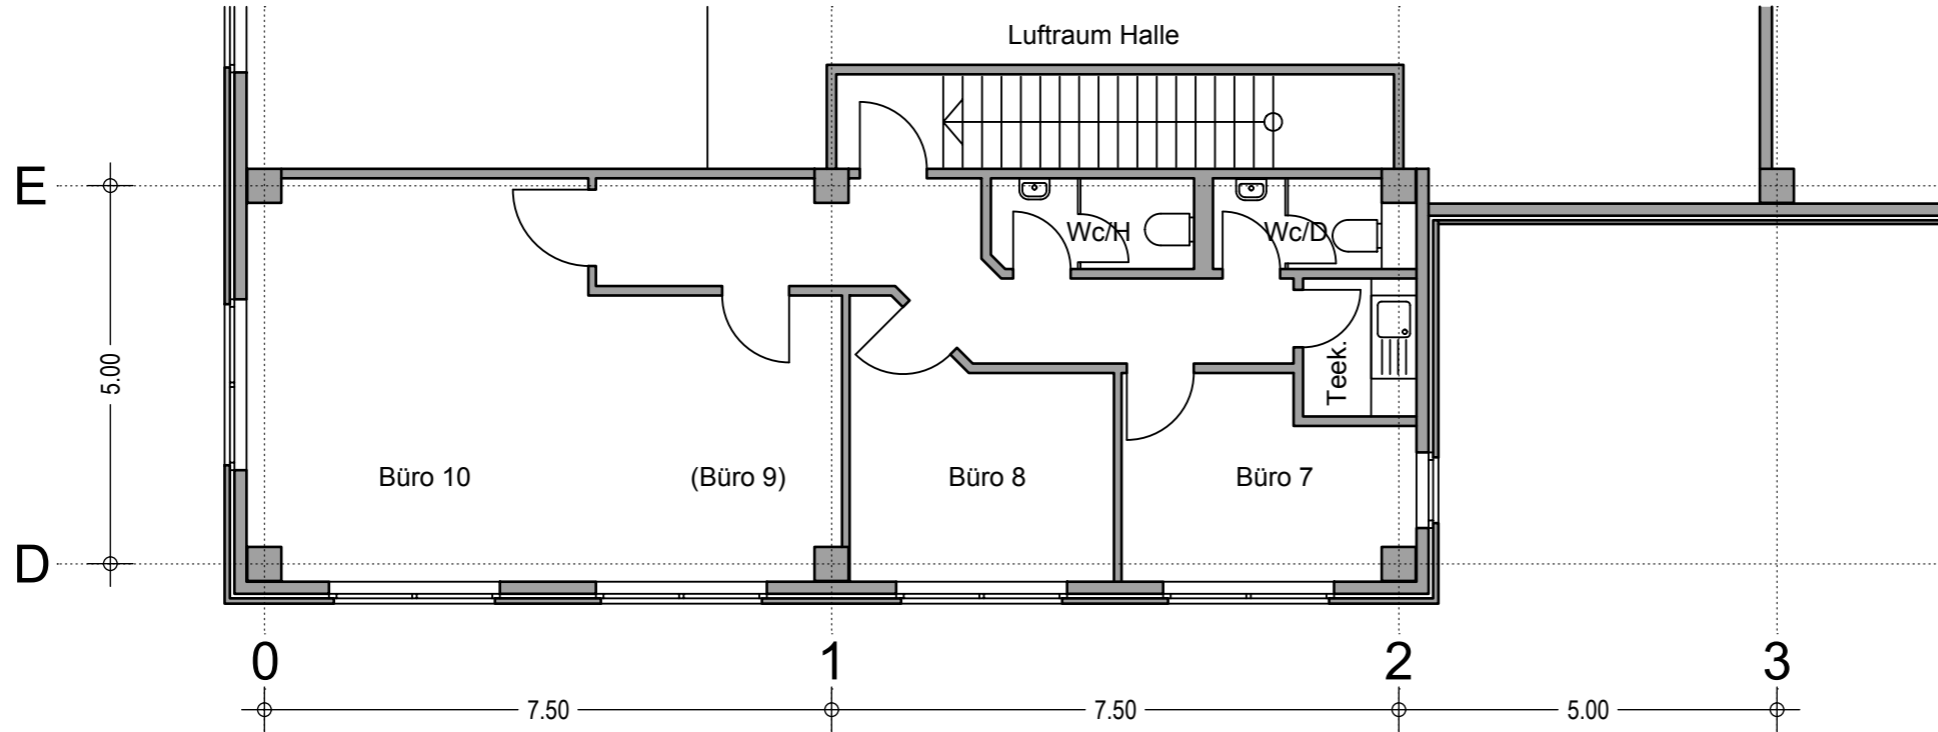 Luftraum Halle
E
Wc/H
Wc/D
5.00
Teek.
Büro 10
(Büro 9)
Büro 8
Büro 7
D
0
1
2
3
7.50
7.50
5.00